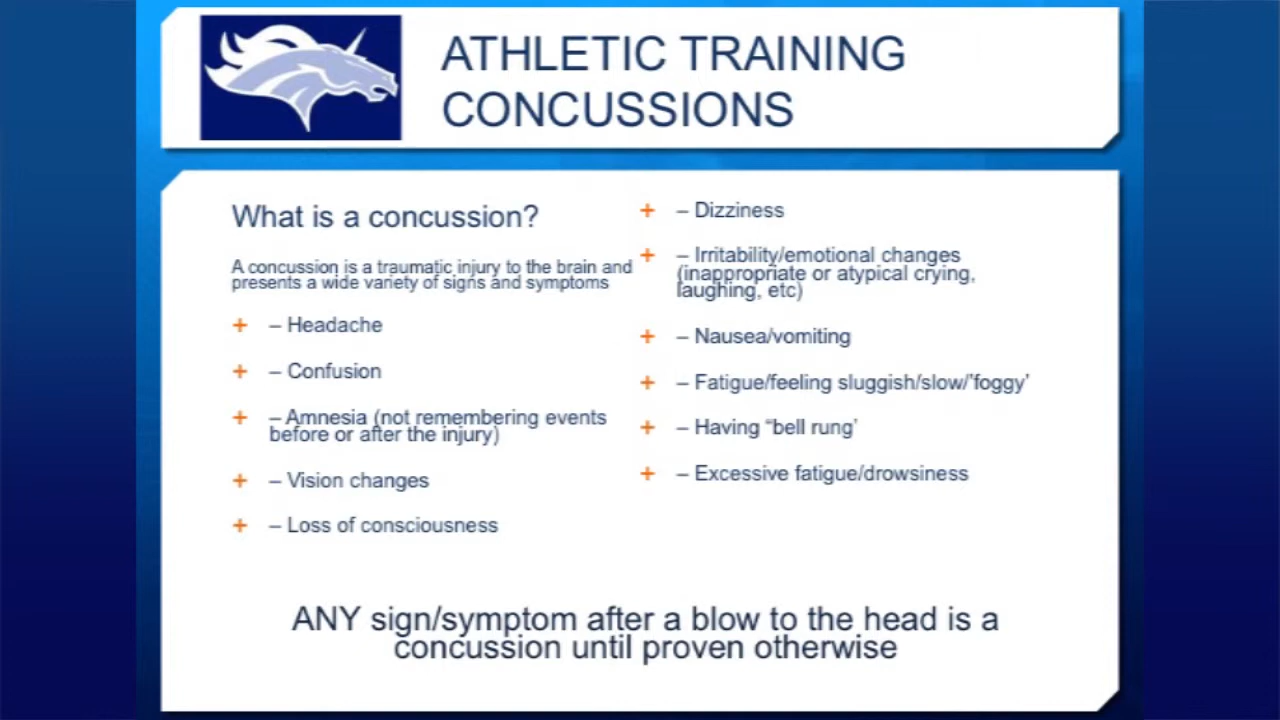 ATHLETIC TRAINING
CONCUSSIONS
What is a concussion?
A concussion is a traumatic injury to the brain and
presents a wide variety of signs and symptoms
+ – Headache
+ – Confusion
+ – Amnesia (not remembering events
before or after the injury)
+ – Vision changes
+ – Loss of consciousness
+ – Dizziness
+ – Irritability/emotional changes
(inappropriate or atypical crying,
laughing, etc)
+ – Nausea/vomiting
+ – Fatigue/feeling sluggish/slow/'foggy'
+ – Having “bell rung’
+ – Excessive fatigue/drowsiness
ANY sign/symptom after a blow to the head is a
concussion until proven otherwise